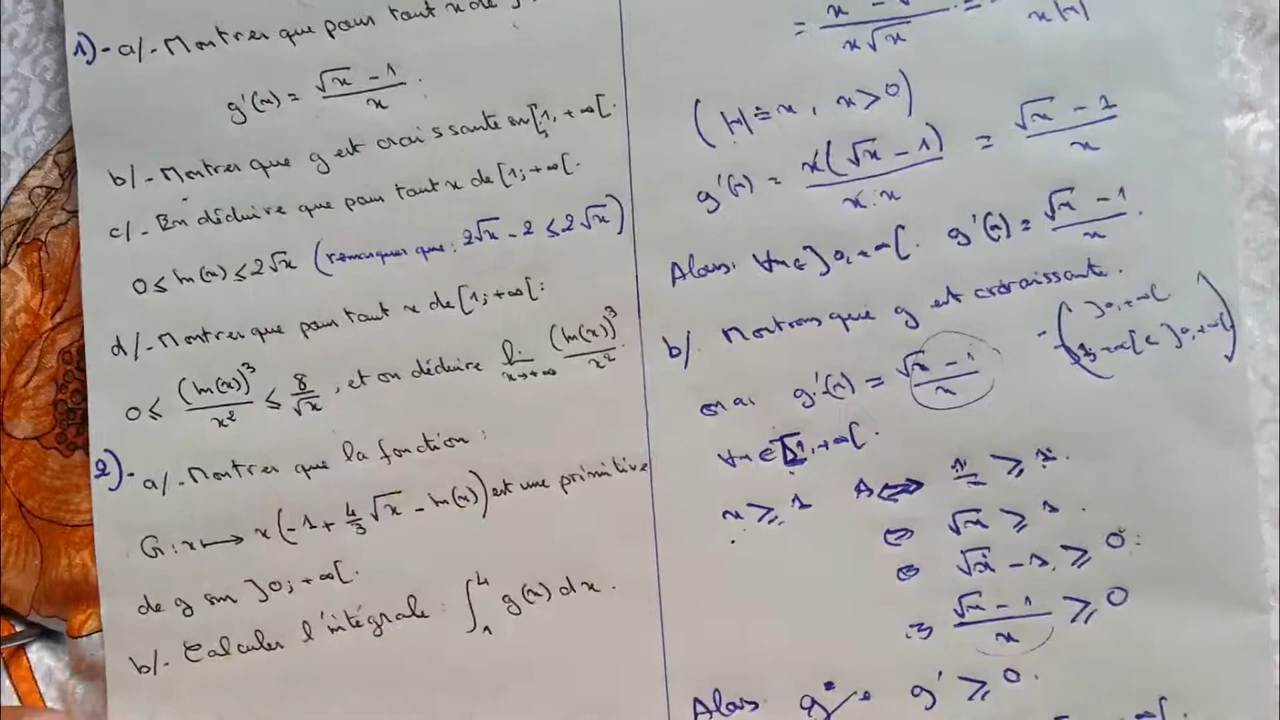 1)- a/- Montrer que pour tout x de
g'(x) = (√x - 1)/x .
b/- Montrer que g est croissante sur [1, +∞[.
c/- En déduire que pour tout x de [1; +∞[.
0 ≤ ln(x) ≤ 2√x (remarquer que: 2√x - 2 ≤ 2√x)
d/- Montrer que pour tout x de [1; +∞[:
0 ≤ (ln(x))³/x² ≤ 8/√x, et on déduire lim x→+∞ (ln(x))³/x².
2)- a/- Montrer que la fonction:
G: x ↦ x(-1 + 4/3 √x - ln(x)) est une primitive
de g sur ]0; +∞[.
b/- Calculer l'intégrale: ∫₁⁴ g(x) dx.
x√x
(|x| = x, x > 0)
g'(x) = x(√x - 1)/x.x = (√x - 1)/x
Alors: ∀x∈]0, +∞[. g'(x) = (√x - 1)/x.
b/. Montrons que g est croissante.
]0, +∞[
on a, g'(x) = (√x - 1)/x
∀x∈[1, +∞[.
x ≥ 1
⇔ √x ≥ 1.
⇔ √x - 1 ≥ 0.
(√x - 1)/x ≥ 0
Alors g' ≥ 0.